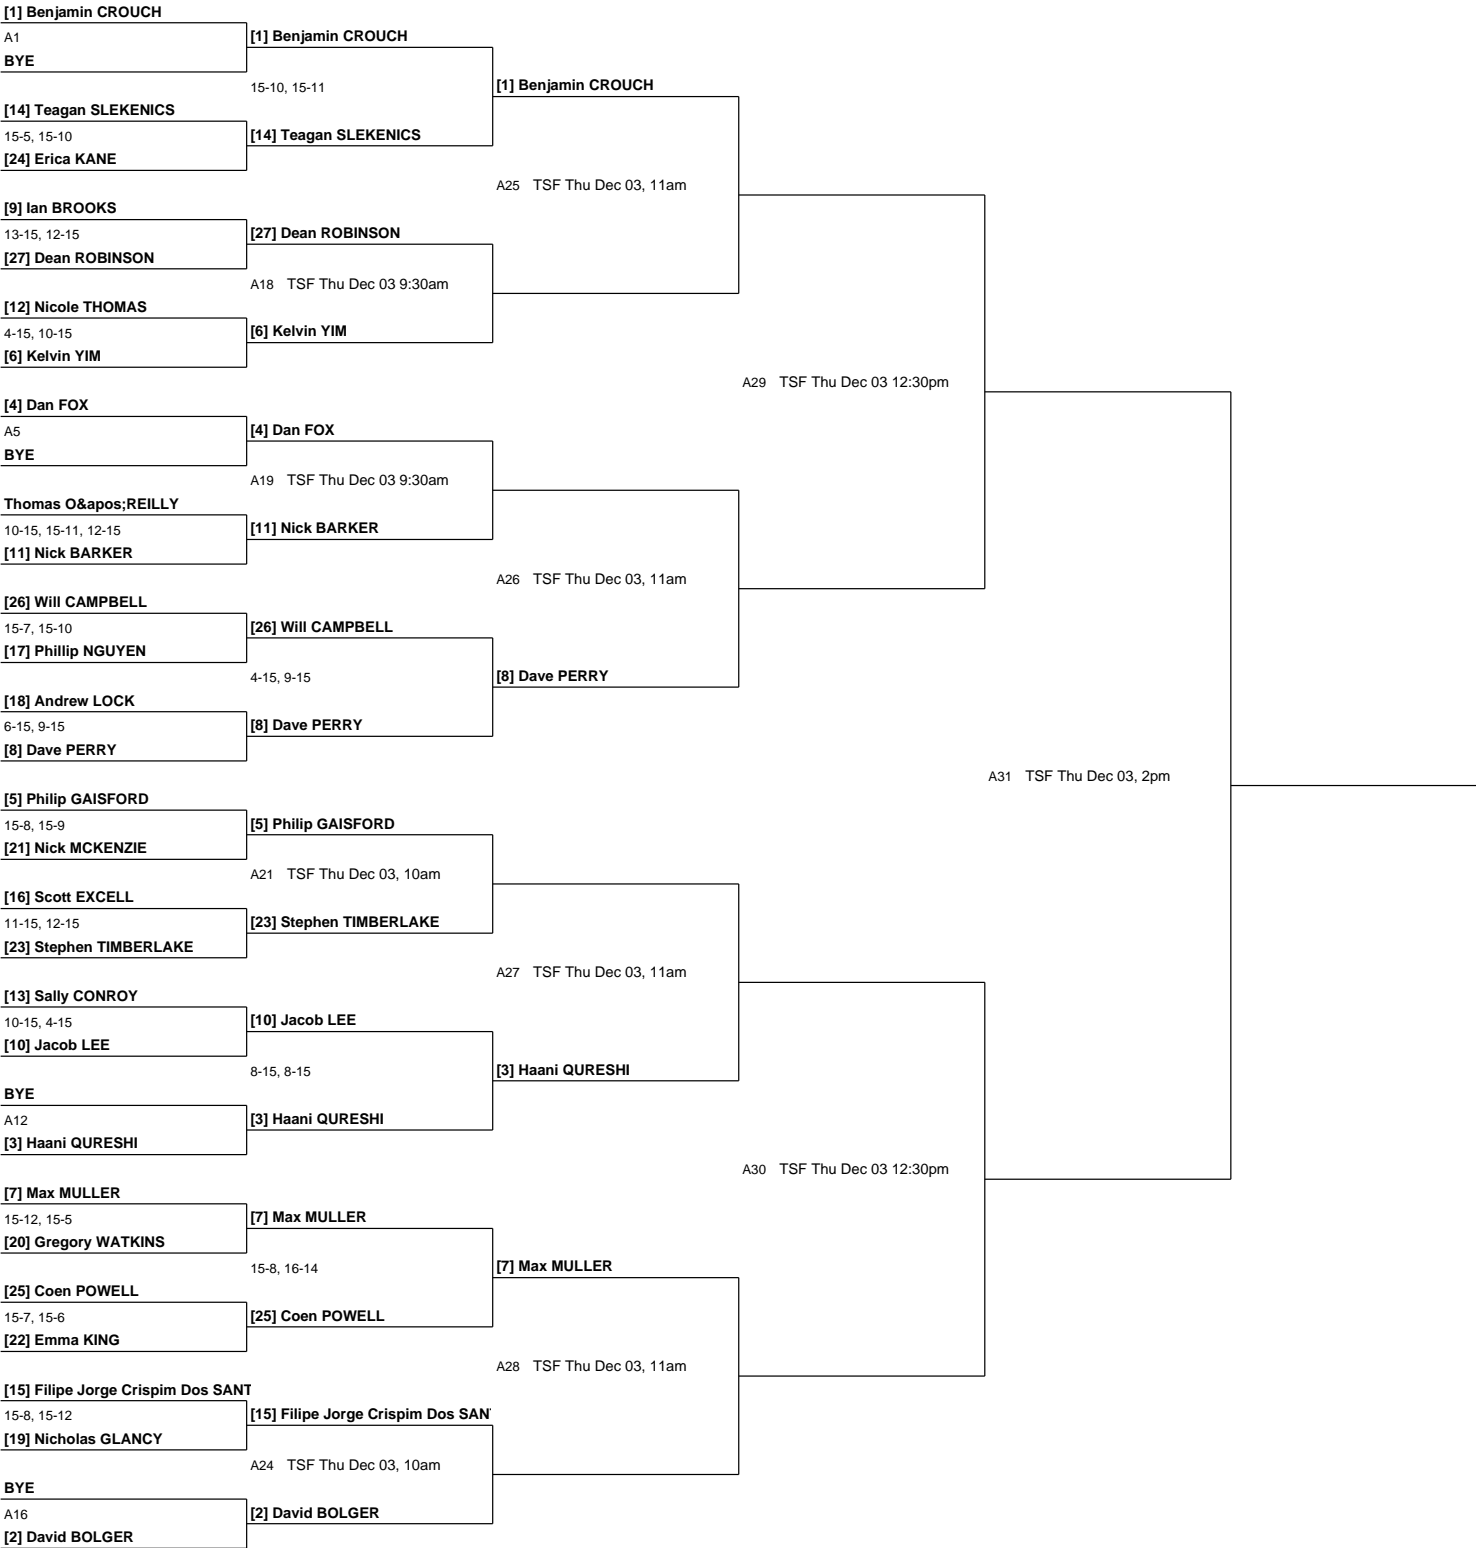 [1] Benjamin CROUCH
A1
[1] Benjamin CROUCH
BYE
15-10, 15-11
[1] Benjamin CROUCH
[14] Teagan SLEKENICS
15-5, 15-10
[14] Teagan SLEKENICS
[24] Erica KANE
A25 TSF Thu Dec 03, 11am
[9] Ian BROOKS
13-15, 12-15
[27] Dean ROBINSON
[27] Dean ROBINSON
A18 TSF Thu Dec 03 9:30am
[12] Nicole THOMAS
4-15, 10-15
[6] Kelvin YIM
[6] Kelvin YIM
A29 TSF Thu Dec 03 12:30pm
[4] Dan FOX
A5
[4] Dan FOX
BYE
A19 TSF Thu Dec 03 9:30am
Thomas O&apos;REILLY
10-15, 15-11, 12-15
[11] Nick BARKER
[11] Nick BARKER
A26 TSF Thu Dec 03, 11am
[26] Will CAMPBELL
15-7, 15-10
[26] Will CAMPBELL
[17] Phillip NGUYEN
4-15, 9-15
[8] Dave PERRY
[18] Andrew LOCK
6-15, 9-15
[8] Dave PERRY
[8] Dave PERRY
A31 TSF Thu Dec 03, 2pm
[5] Philip GAISFORD
15-8, 15-9
[5] Philip GAISFORD
[21] Nick MCKENZIE
A21 TSF Thu Dec 03, 10am
[16] Scott EXCELL
11-15, 12-15
[23] Stephen TIMBERLAKE
[23] Stephen TIMBERLAKE
A27 TSF Thu Dec 03, 11am
[13] Sally CONROY
10-15, 4-15
[10] Jacob LEE
[10] Jacob LEE
8-15, 8-15
[3] Haani QURESHI
BYE
A12
[3] Haani QURESHI
[3] Haani QURESHI
A30 TSF Thu Dec 03 12:30pm
[7] Max MULLER
15-12, 15-5
[7] Max MULLER
[20] Gregory WATKINS
15-8, 16-14
[7] Max MULLER
[25] Coen POWELL
15-7, 15-6
[25] Coen POWELL
[22] Emma KING
A28 TSF Thu Dec 03, 11am
[15] Filipe Jorge Crispim Dos SANT
15-8, 15-12
[15] Filipe Jorge Crispim Dos SAN
[19] Nicholas GLANCY
A24 TSF Thu Dec 03, 10am
BYE
A16
[2] David BOLGER
[2] David BOLGER